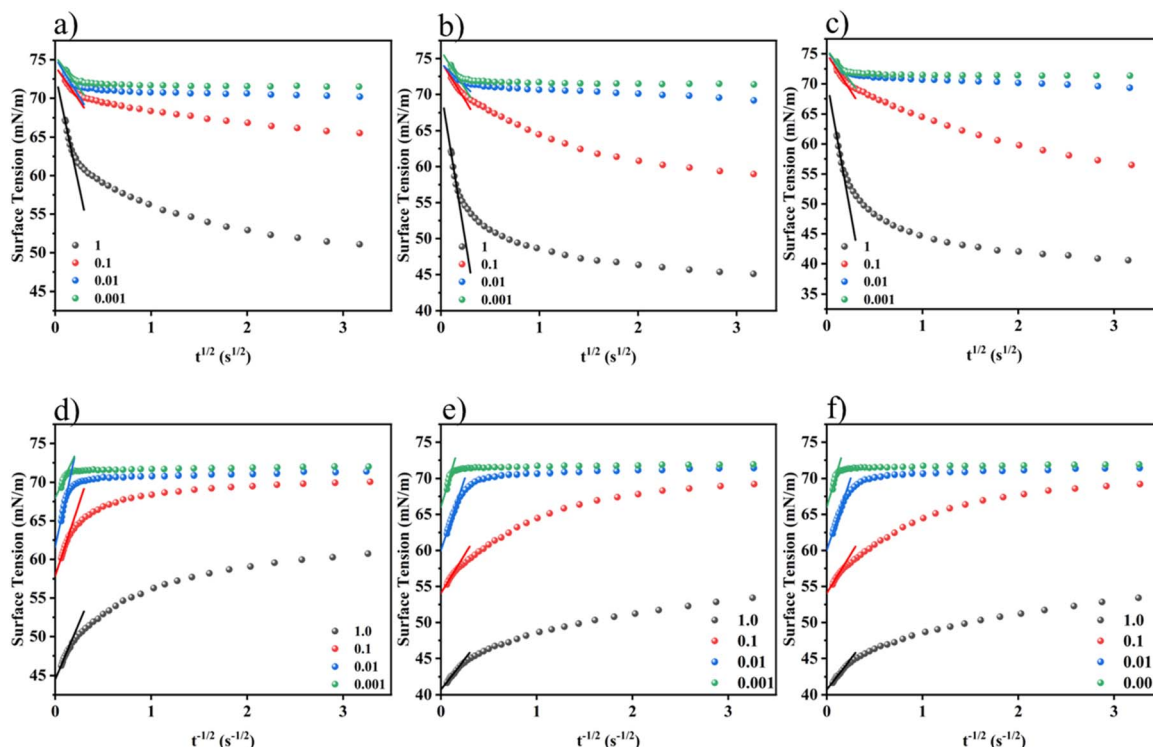 a)
Surface Tension (mN/m)
75
70
65
60
55
50
45
1
0.1
0.01
0.001
0 1 2 3
t1/2 (s1/2)
b)
Surface Tension (mN/m)
75
70
65
60
55
50
45
40
1
0.1
0.01
0.001
0 1 2 3
t1/2 (s1/2)
c)
Surface Tension (mN/m)
75
70
65
60
55
50
45
40
35
1
0.1
0.01
0.001
0 1 2 3
t1/2 (s1/2)
d)
Surface Tension (mN/m)
75
70
65
60
55
50
45
1.0
0.1
0.01
0.001
0 1 2 3
t-1/2 (s-1/2)
e)
Surface Tension (mN/m)
75
70
65
60
55
50
45
40
1.0
0.1
0.01
0.001
0 1 2 3
t-1/2 (s-1/2)
f)
Surface Tension (mN/m)
75
70
65
60
55
50
45
40
1.0
0.1
0.01
0.00
0 1 2 3
t-1/2 (s-1/2)